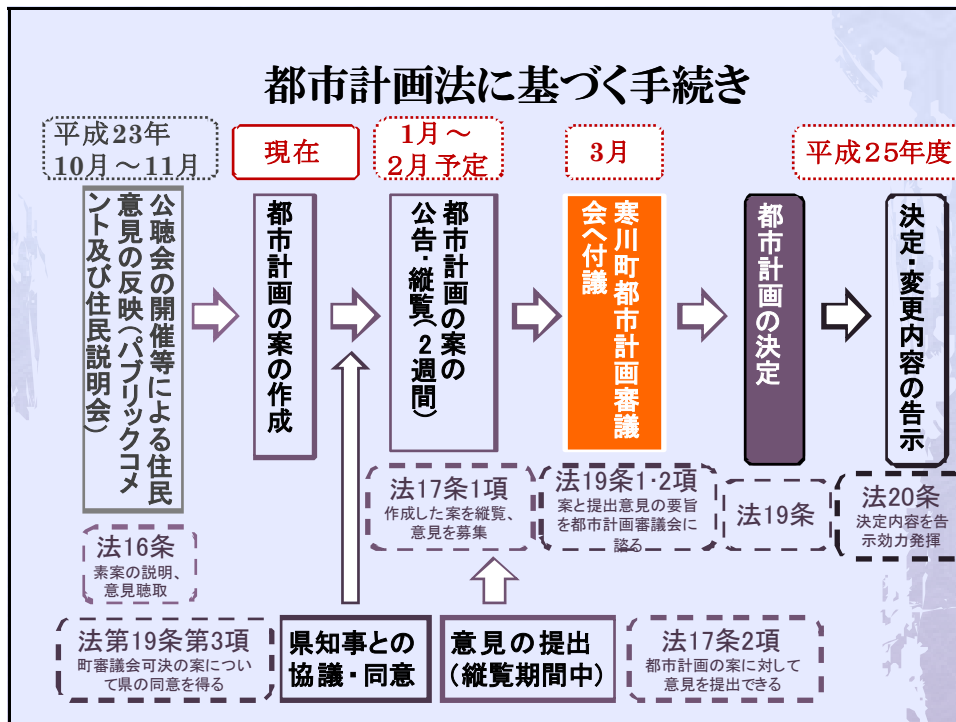 都市計画法に基づく手続き
平成23年
10月～11月
現在
1月～
2月予定
3月
平成25年度
公聴会の開催等による住民
意見の反映（パブリックコメ
ント及び住民説明会）
都市計画の案の作成
都市計画の案の
公告・縦覧（2週間）
寒川町都市計画審議
会へ付議
都市計画の決定
決定・変更内容の告示
法16条
素案の説明、
意見聴取
法17条1項
作成した案を縦覧、
意見を募集
法19条1・2項
案と提出意見の要旨
を都市計画審議会に
諮る
法19条
法20条
決定内容を告
示効力発揮
法第19条第3項
町審議会可決の案につい
て県の同意を得る
県知事との
協議・同意
意見の提出
（縦覧期間中）
法17条2項
都市計画の案に対して
意見を提出できる